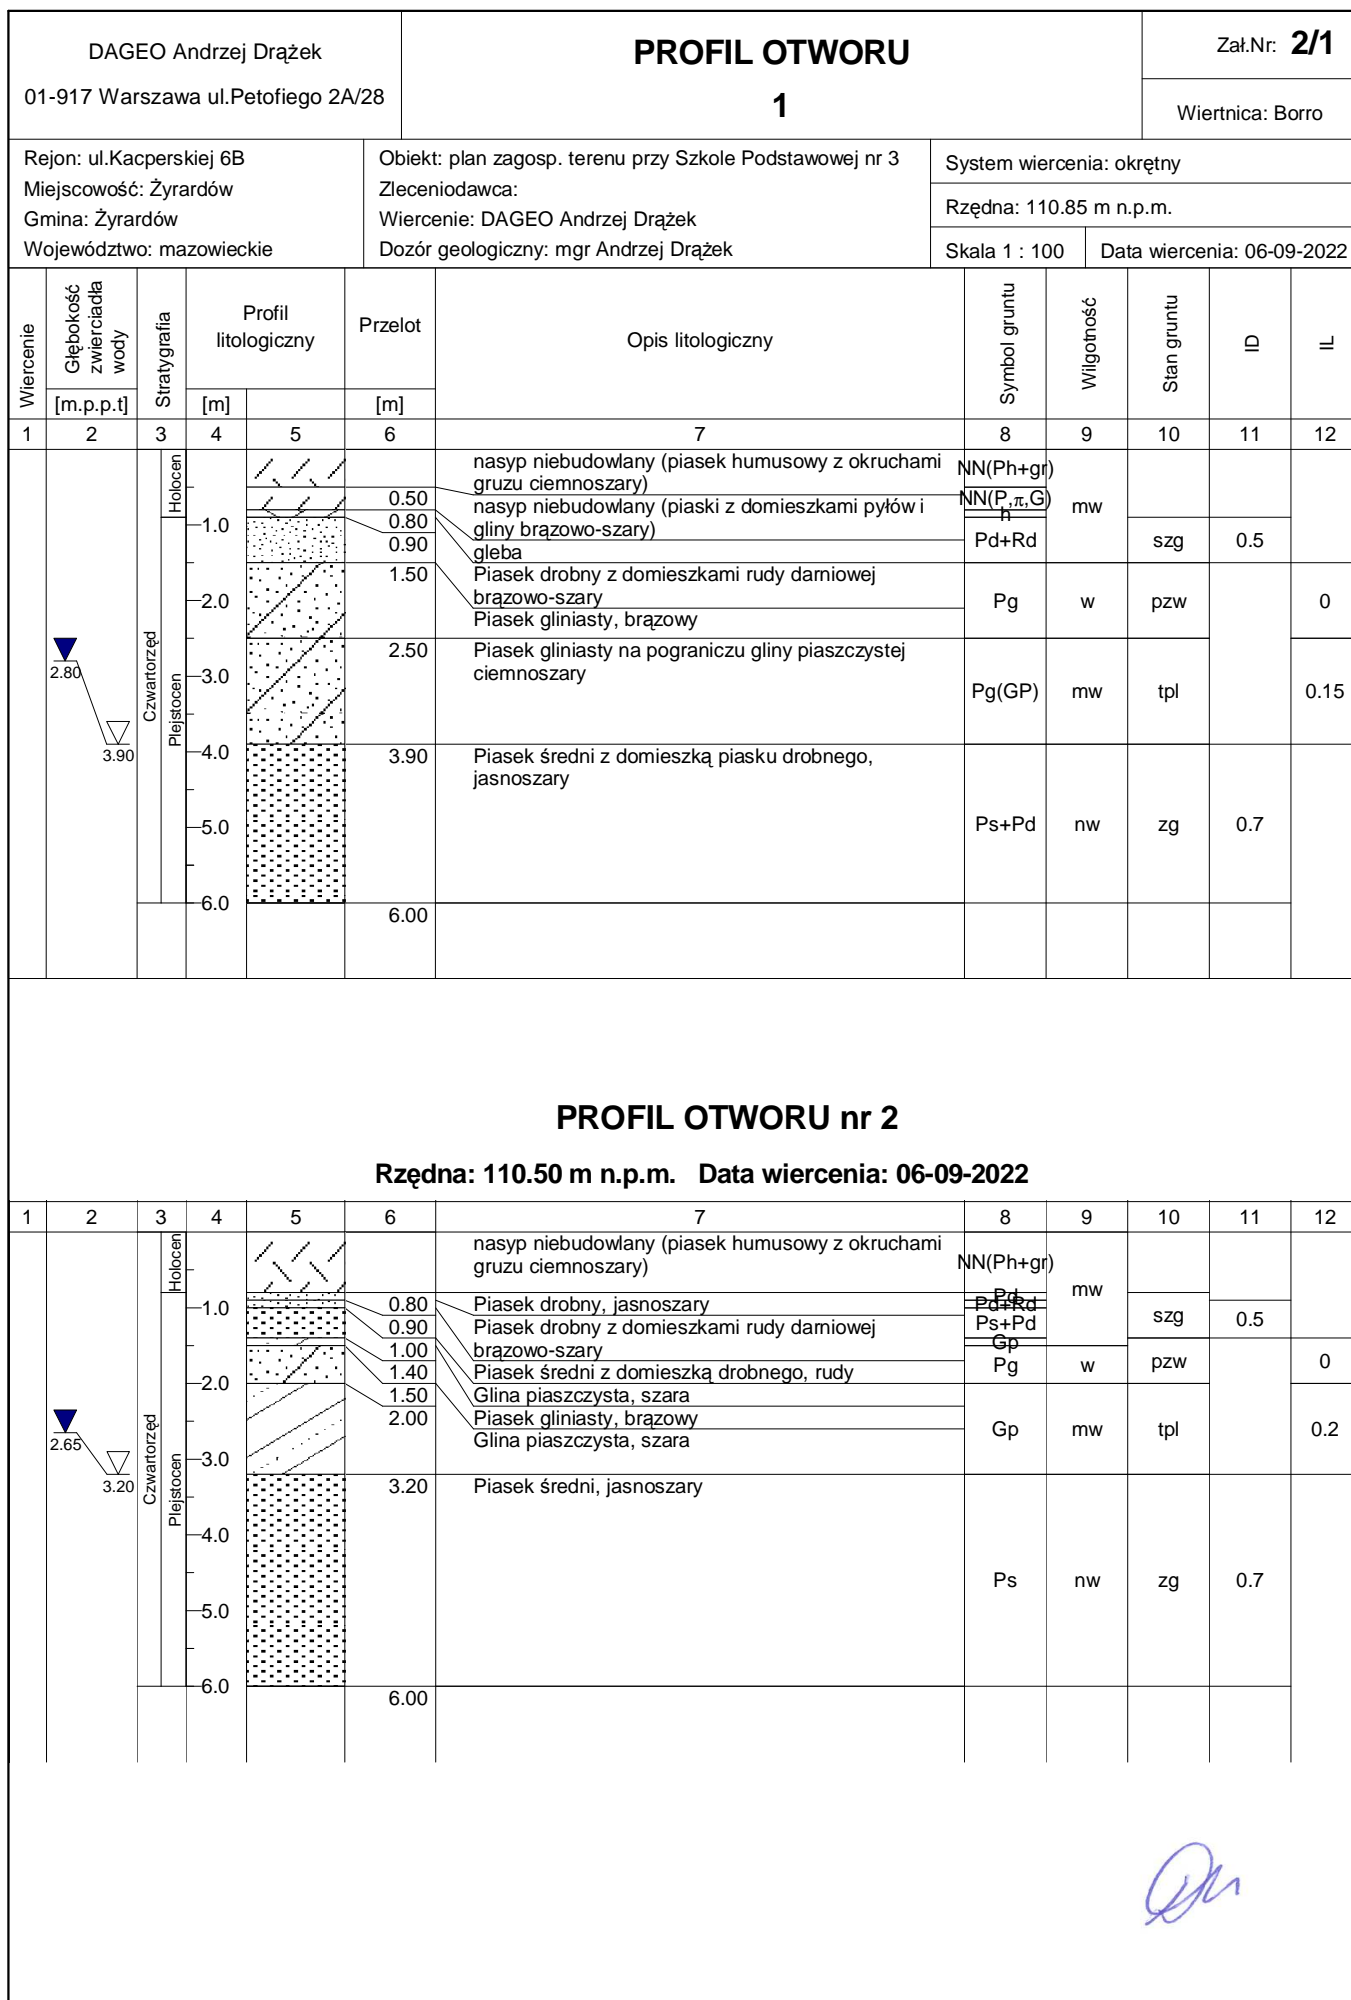 DAGEO Andrzej Drążek
01-917 Warszawa ul.Petofiego 2A/28
PROFIL OTWORU
1
Zał.Nr: 2/1
Wiertnica: Borro
Rejon: ul.Kacperskiej 6B
Miejscowość: Żyrardów
Gmina: Żyrardów
Województwo: mazowieckie
Obiekt: plan zagosp. terenu przy Szkole Podstawowej nr 3
Zleceniodawca:
Wiercenie: DAGEO Andrzej Drążek
Dozór geologiczny: mgr Andrzej Drążek
System wiercenia: okrętny
Rzędna: 110.85 m n.p.m.
Skala 1 : 100 Data wiercenia: 06-09-2022
Wiercenie
Głębokość
zwierciadła
wody
[m.p.p.t]
Stratygrafia
Profil
litologiczny
[m]
Przelot
[m]
Opis litologiczny
Symbol gruntu
Wilgotność
Stan gruntu
ID
IL
1 2 3 4 5 6 7 8 9 10 11 12
2.80
3.90
Czwartorzęd
Holocen
Plejstocen
1.0
2.0
3.0
4.0
5.0
6.0
0.50
0.80
0.90
1.50
2.50
3.90
6.00
nasyp niebudowlany (piasek humusowy z okruchami
gruzu ciemnoszary)
nasyp niebudowlany (piaski z domieszkami pyłów i
gliny brązowo-szary)
gleba
Piasek drobny z domieszkami rudy darniowej
brązowo-szary
Piasek gliniasty, brązowy
Piasek gliniasty na pograniczu gliny piaszczystej
ciemnoszary
Piasek średni z domieszką piasku drobnego,
jasnoszary
NN(Ph+gr)
NN(P,π,G)
h
mw
Pd+Rd szg 0.5
Pg w pzw 0
Pg(GP) mw tpl 0.15
Ps+Pd nw zg 0.7
PROFIL OTWORU nr 2
Rzędna: 110.50 m n.p.m. Data wiercenia: 06-09-2022
1 2 3 4 5 6 7 8 9 10 11 12
2.65
3.20
Czwartorzęd
Holocen
Plejstocen
1.0
2.0
3.0
4.0
5.0
6.0
0.80
0.90
1.00
1.40
1.50
2.00
3.20
6.00
nasyp niebudowlany (piasek humusowy z okruchami
gruzu ciemnoszary)
Piasek drobny, jasnoszary
Piasek drobny z domieszkami rudy darniowej
brązowo-szary
Piasek średni z domieszką drobnego, rudy
Glina piaszczysta, szara
Piasek gliniasty, brązowy
Glina piaszczysta, szara
Piasek średni, jasnoszary
NN(Ph+gr)
mw
Pd
Pd+Rd
Ps+Pd szg 0.5
Gp
Pg w pzw 0
Gp mw tpl 0.2
Ps nw zg 0.7